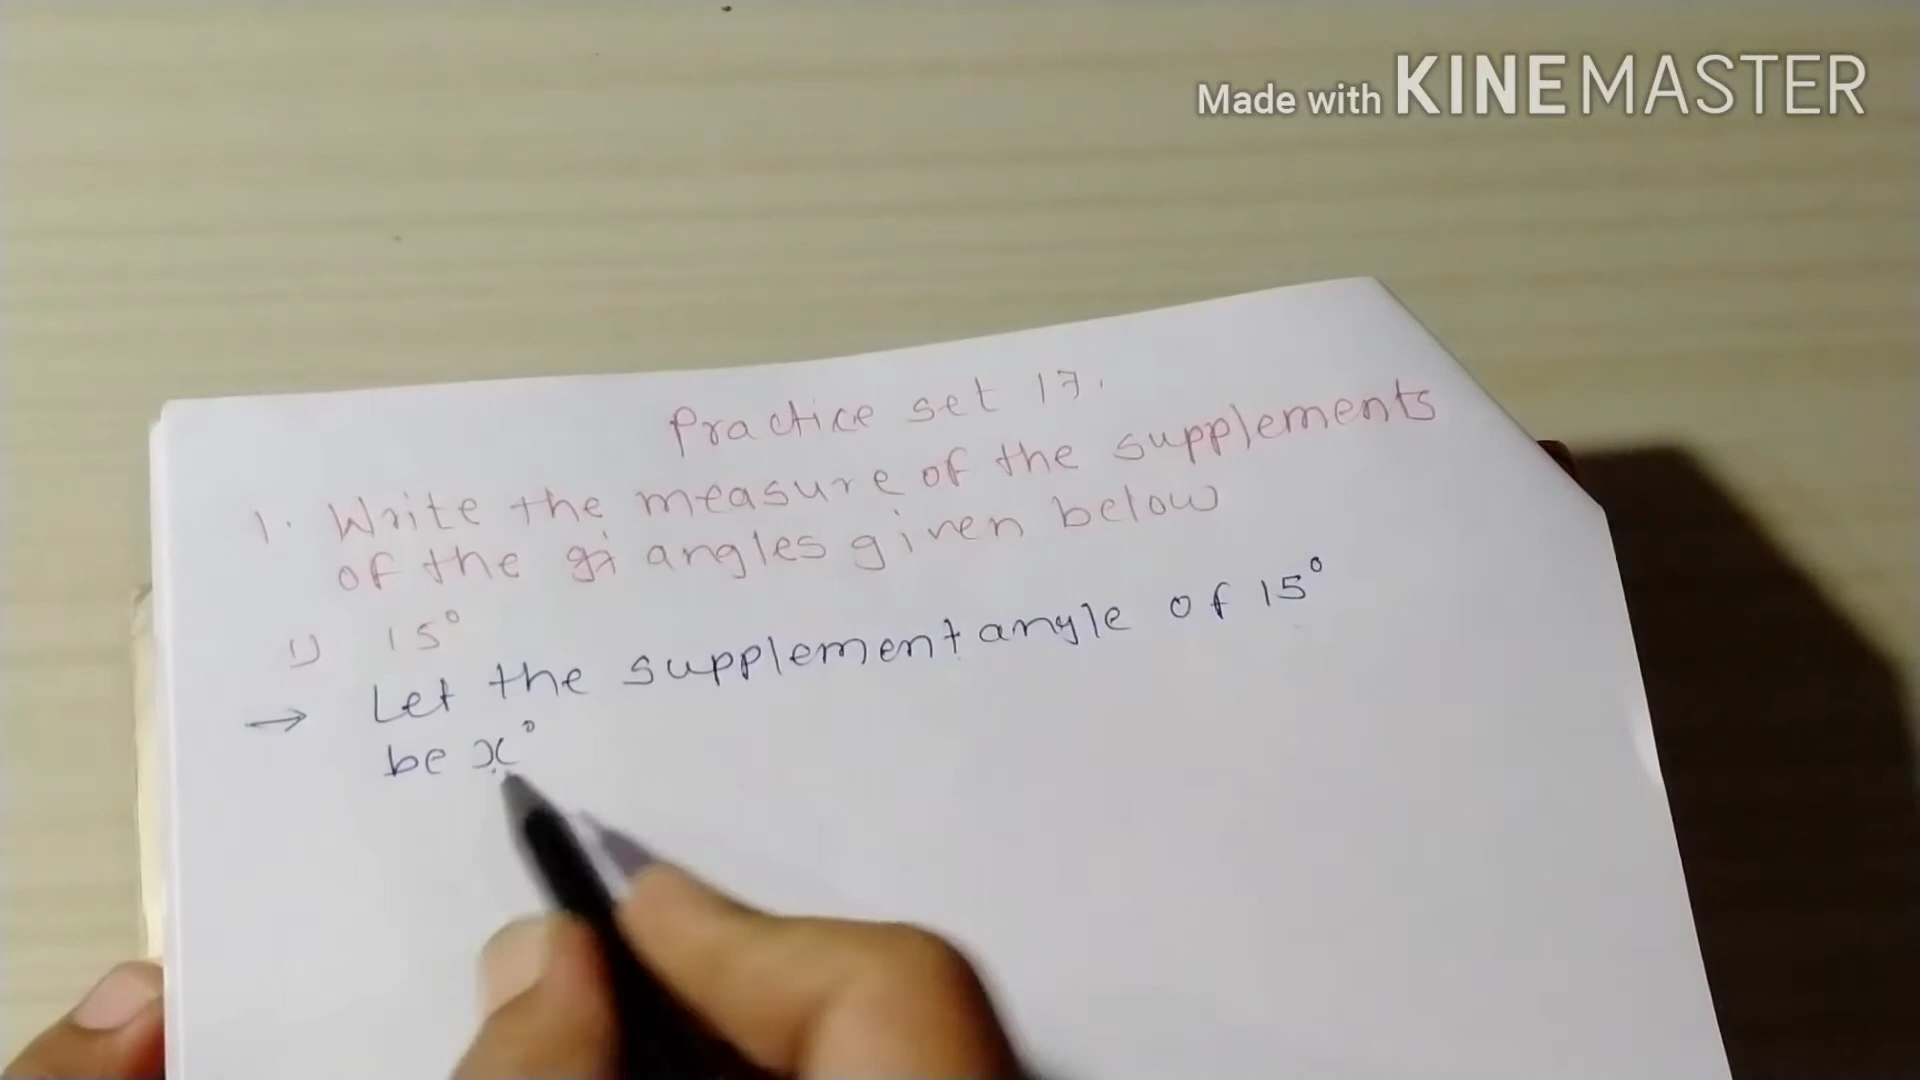 Made with KINEMASTER
Practice set 17.
1. Write the measure of the supplements
of the gi angles given below
1) 15°
→ Let the supplement angle of 15°
be x°